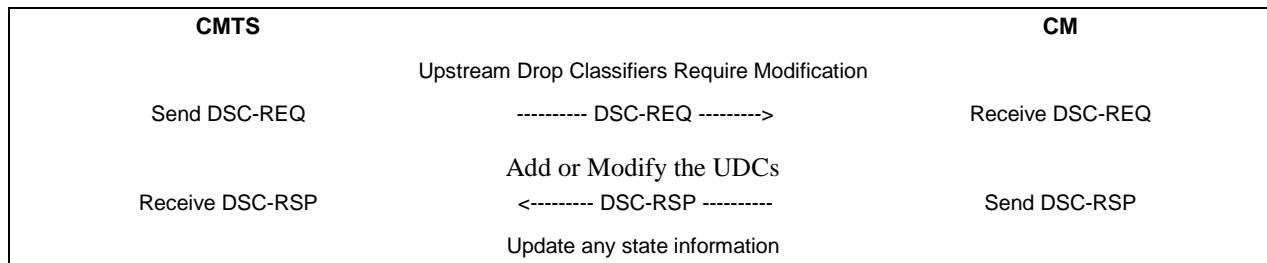 CMTS CM
Upstream Drop Classifiers Require Modification
Send DSC-REQ ---------- DSC-REQ ---------> Receive DSC-REQ
Add or Modify the UDCs
Receive DSC-RSP <--------- DSC-RSP ---------- Send DSC-RSP
Update any state information